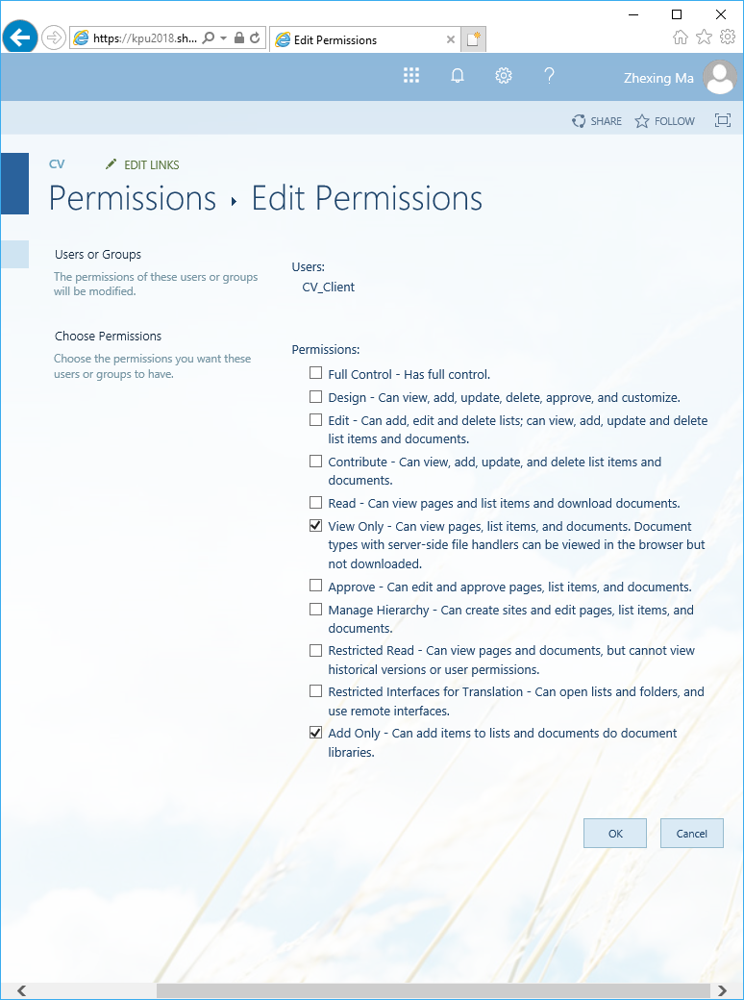 https://kpu2018.sh...
Edit Permissions
Zhexing Ma
SHARE
FOLLOW
CV
EDIT LINKS
Permissions
Edit Permissions
Users or Groups
The permissions of these users or groups
will be modified.
Users:
CV_Client
Choose Permissions
Choose the permissions you want these
users or groups to have.
Permissions:
Full Control - Has full control.
Design - Can view, add, update, delete, approve, and customize.
Edit - Can add, edit and delete lists; can view, add, update and delete
list items and documents.
Contribute - Can view, add, update, and delete list items and
documents.
Read - Can view pages and list items and download documents.
View Only - Can view pages, list items, and documents. Document
types with server-side file handlers can be viewed in the browser but
not downloaded.
Approve - Can edit and approve pages, list items, and documents.
Manage Hierarchy - Can create sites and edit pages, list items, and
documents.
Restricted Read - Can view pages and documents, but cannot view
historical versions or user permissions.
Restricted Interfaces for Translation - Can open lists and folders, and
use remote interfaces.
Add Only - Can add items to lists and documents do document
libraries.
OK
Cancel